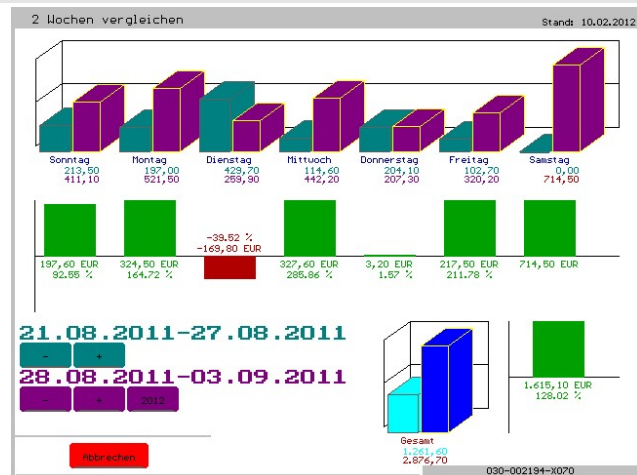 2 Wochen vergleichen
Stand: 10.02.2012
Sonntag Montag Dienstag Mittwoch Donnerstag Freitag Samstag
213,50 197,00 429,70 114,60 204,10 102,70 0,00
411,10 521,50 259,90 442,20 207,30 320,20 714,50
-39.52 %
-169,80 EUR
197,60 EUR 324,50 EUR 327,60 EUR 3,20 EUR 217,50 EUR 714,50 EUR
92.55 % 164.72 % 285.86 % 1.57 % 211.78 %
21.08.2011-27.08.2011
- +
28.08.2011-03.09.2011
- + 2012
Abbrechen
Gesamt
1.261,60
2.876,70
1.615,10 EUR
128.02 %
030-002194-X070